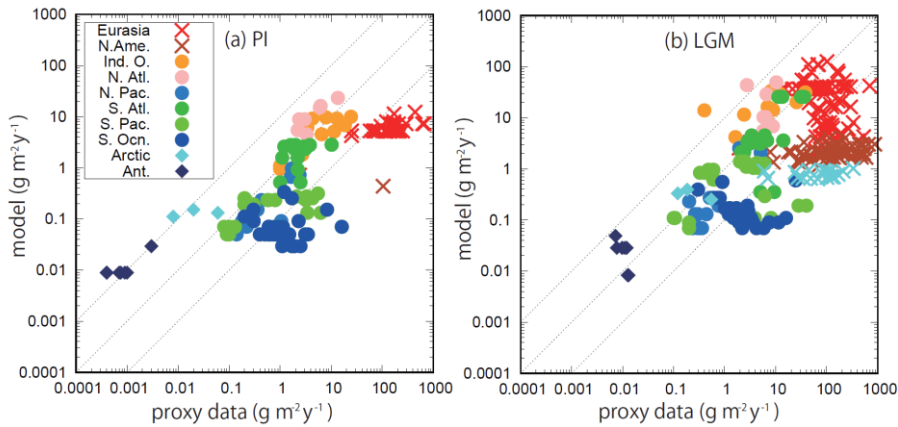 (a) PI
Eurasia
N.Ame.
Ind. O.
N. Atl.
N. Pac.
S. Atl.
S. Pac.
S. Ocn.
Arctic
Ant.
1000
100
10
1
0.1
0.01
0.001
0.0001
model (g m⁻²y⁻¹)
0.0001 0.001 0.01 0.1 1 10 100 1000
proxy data (g m⁻²y⁻¹)
(b) LGM
1000
100
10
1
0.1
0.01
0.001
0.0001
model (g m⁻²y⁻¹)
0.0001 0.001 0.01 0.1 1 10 100 1000
proxy data (g m⁻²y⁻¹)